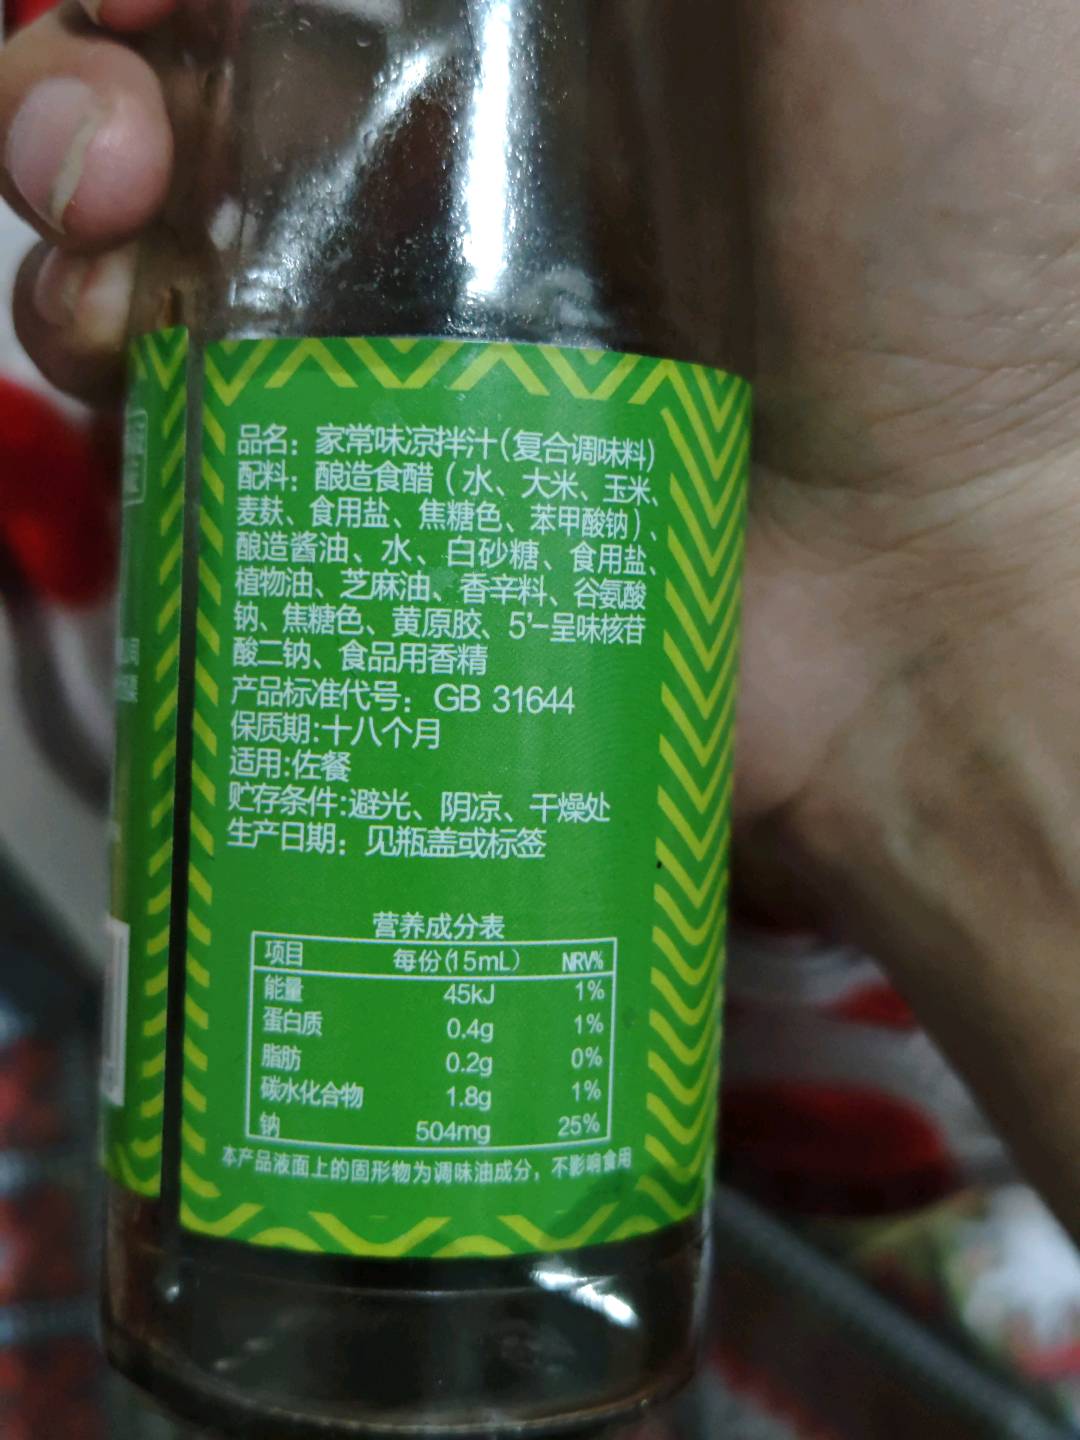 品名：家常味凉拌汁(复合调味料)
配料：酿造食醋（水、大米、玉米、
麦麸、食用盐、焦糖色、苯甲酸钠）、
酿造酱油、水、白砂糖、食用盐、
植物油、芝麻油、香辛料、谷氨酸
钠、焦糖色、黄原胶、5’-呈味核苷
酸二钠、食品用香精
产品标准代号：GB 31644
保质期:十八个月
适用:佐餐
贮存条件:避光、阴凉、干燥处
生产日期：见瓶盖或标签
营养成分表
项目 每份(15mL) NRV%
能量 45kJ 1%
蛋白质 0.4g 1%
脂肪 0.2g 0%
碳水化合物 1.8g 1%
钠 504mg 25%
本产品液面上的固形物为调味油成分，不影响食用